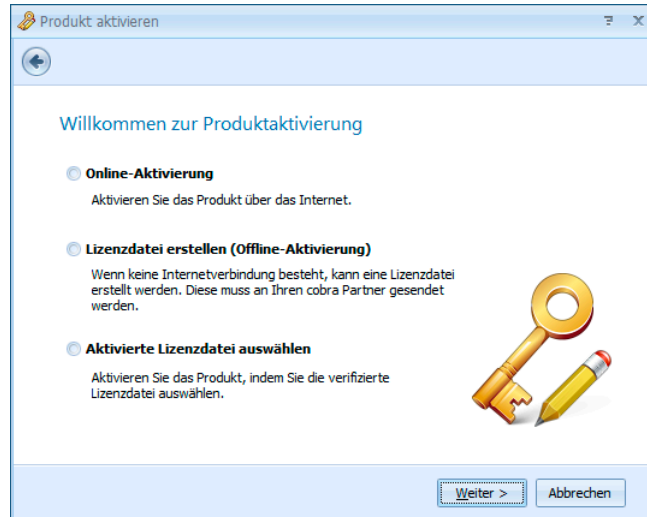 Produkt aktivieren
Willkommen zur Produktaktivierung
Online-Aktivierung
Aktivieren Sie das Produkt über das Internet.
Lizenzdatei erstellen (Offline-Aktivierung)
Wenn keine Internetverbindung besteht, kann eine Lizenzdatei
erstellt werden. Diese muss an Ihren cobra Partner gesendet
werden.
Aktivierte Lizenzdatei auswählen
Aktivieren Sie das Produkt, indem Sie die verifizierte
Lizenzdatei auswählen.
Weiter >
Abbrechen